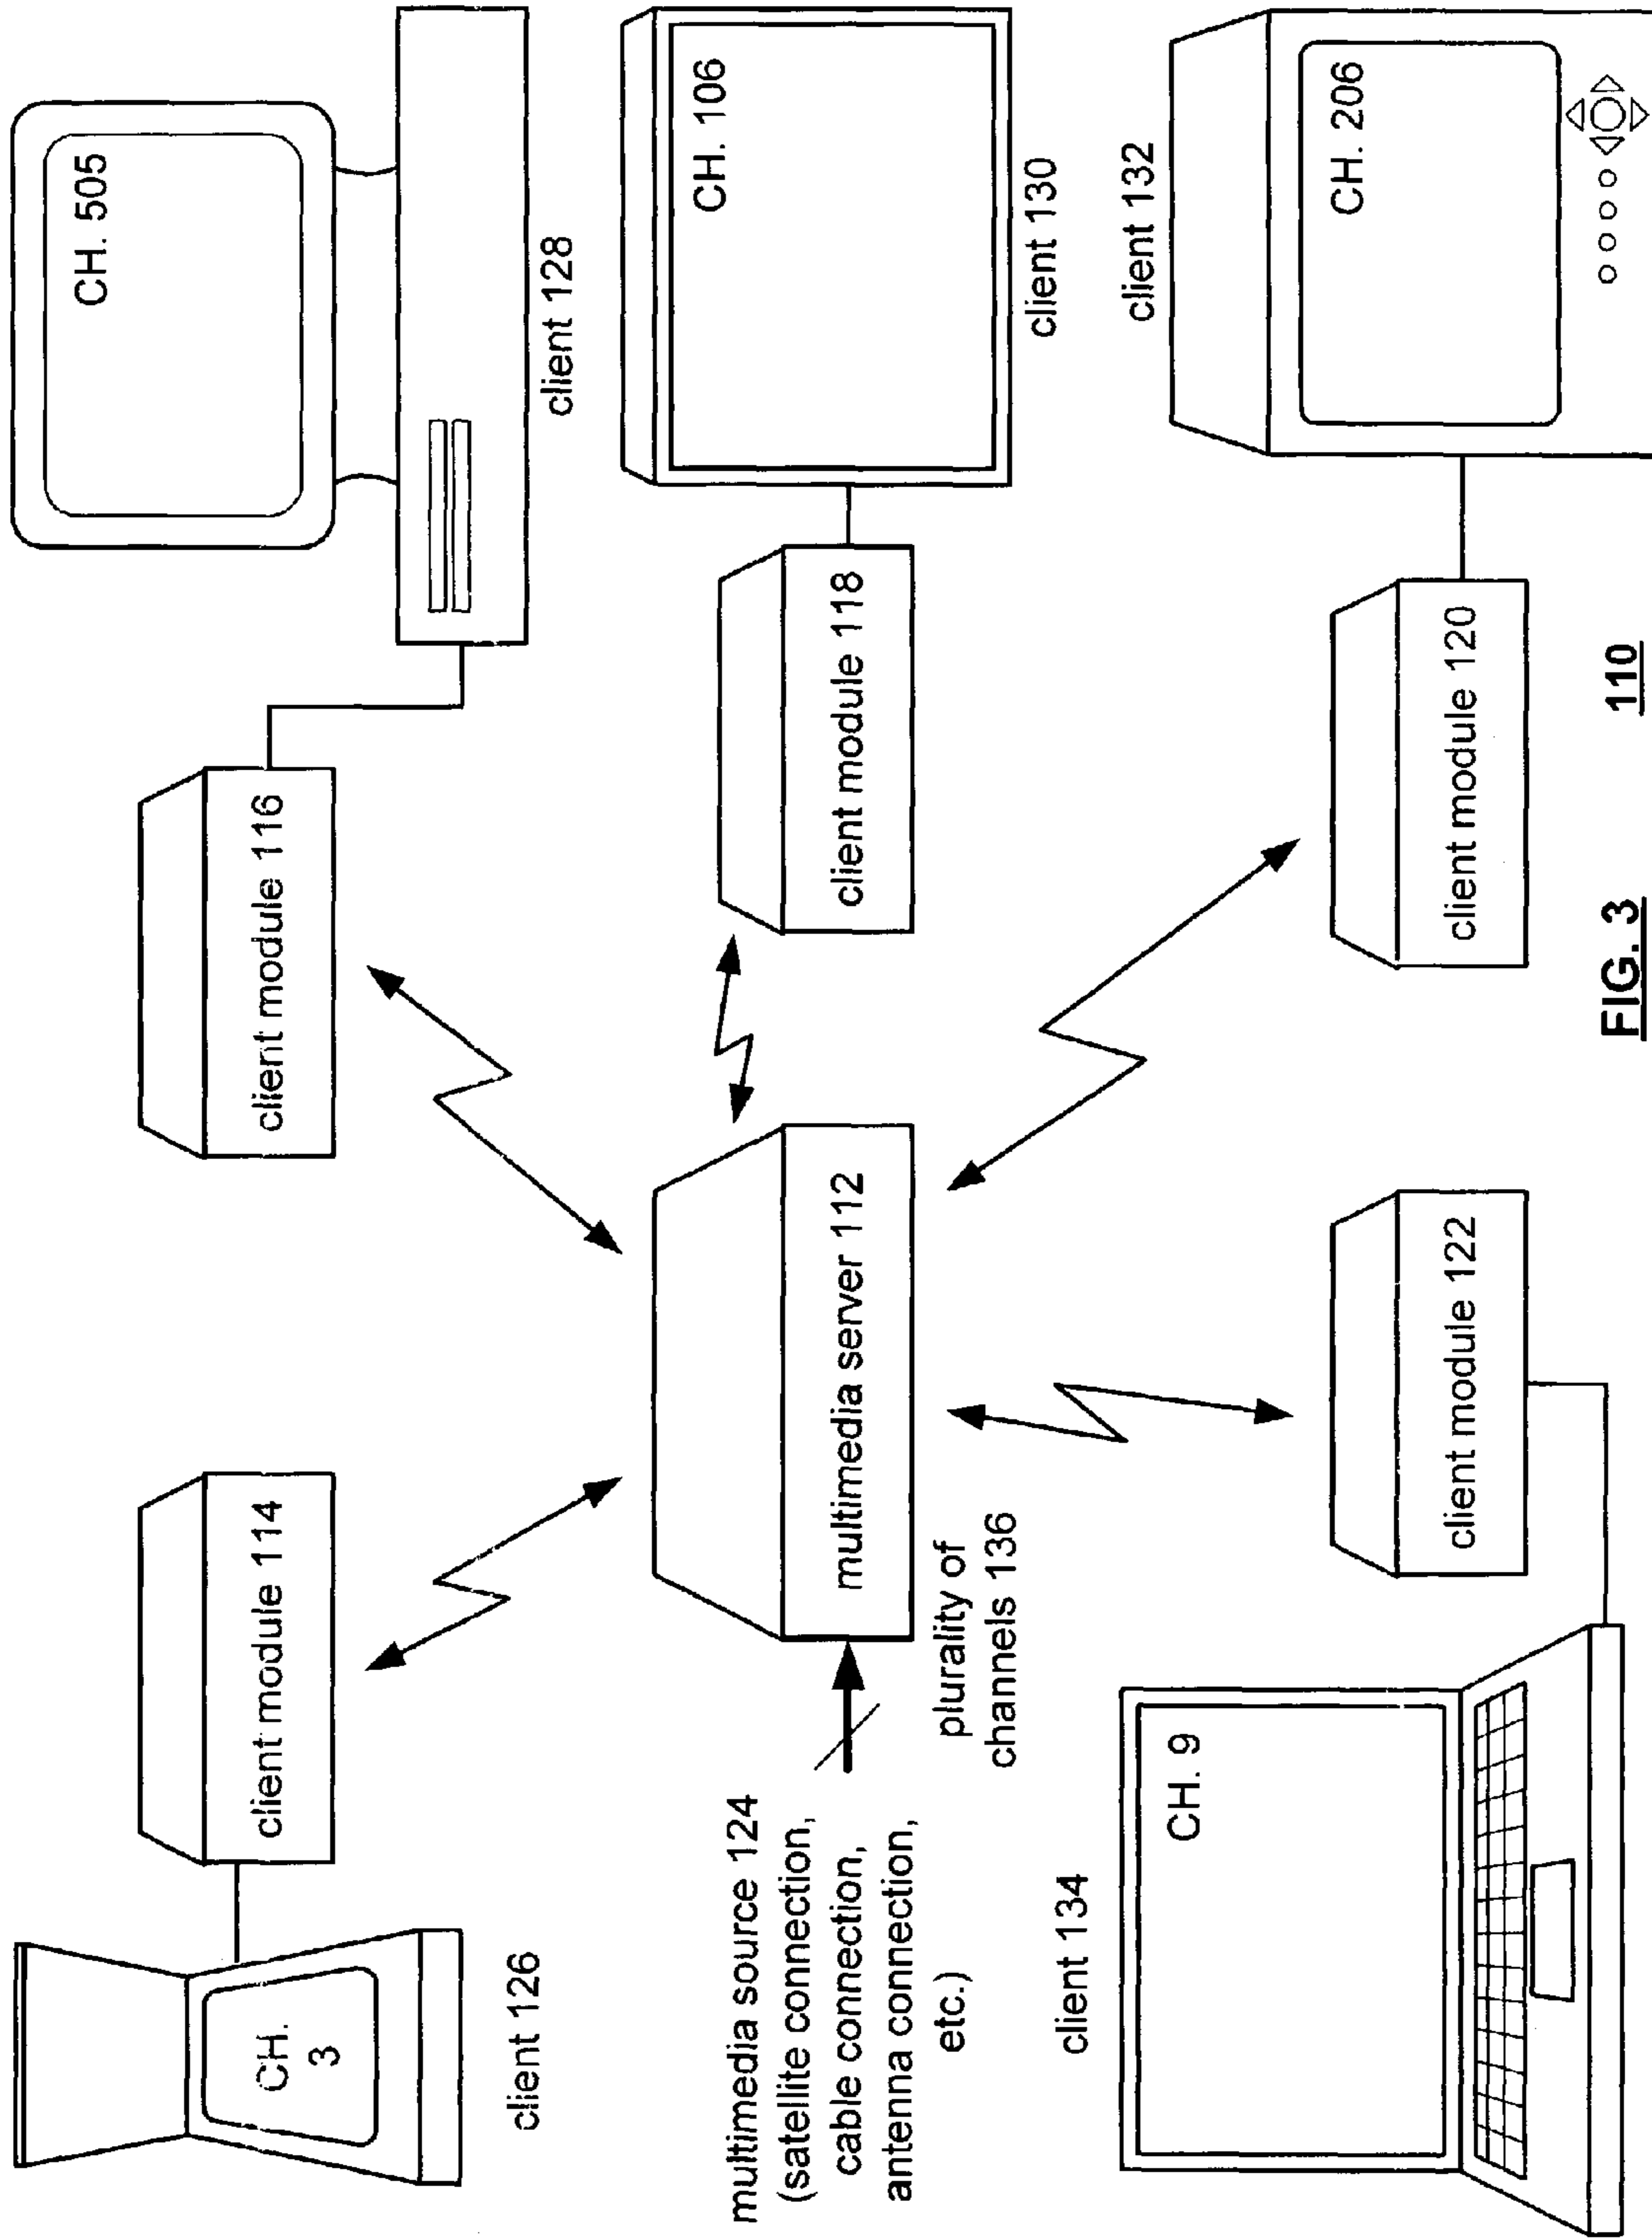 CH.
3
client 126
client module 114
client module 116
CH. 505
client 128
multimedia source 124
(satellite connection,
cable connection,
antenna connection,
etc.)
plurality of
channels 136
multimedia server 112
client module 118
CH. 106
client 130
client 134
CH. 9
client module 122
client module 120
client 132
CH. 206
FIG. 3
110